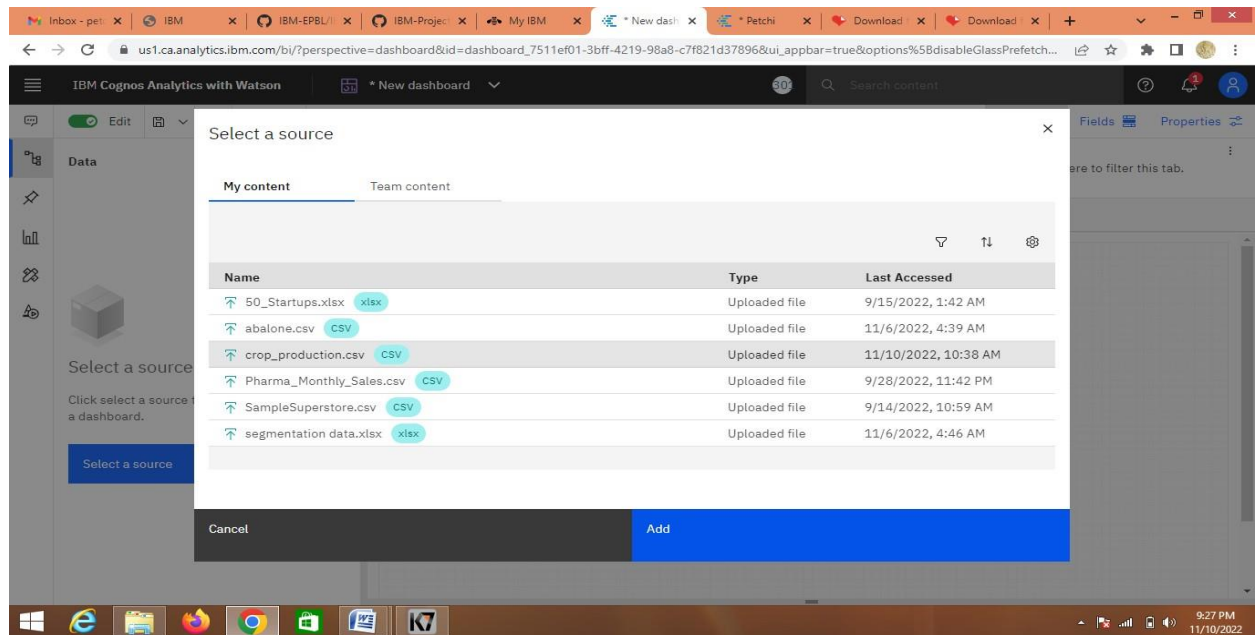 Inbox - pet
IBM
IBM-EPBL/I
IBM-Project
My IBM
* New dash
* Petchi
Download
Download
us1.ca.analytics.ibm.com/bi/?perspective=dashboard&id=dashboard_7511ef01-3bff-4219-98a8-c7f821d37896&ui_appbar=true&options%5BdisableGlassPrefetch...
IBM Cognos Analytics with Watson
* New dashboard
Search content
1
Edit
Fields
Properties
Data
ere to filter this tab.
Select a source
Click select a source
a dashboard.
Select a source
Select a source
My content Team content
Name Type Last Accessed
50_Startups.xlsx xlsx Uploaded file 9/15/2022, 1:42 AM
abalone.csv CSV Uploaded file 11/6/2022, 4:39 AM
crop_production.csv CSV Uploaded file 11/10/2022, 10:38 AM
Pharma_Monthly_Sales.csv CSV Uploaded file 9/28/2022, 11:42 PM
SampleSuperstore.csv CSV Uploaded file 9/14/2022, 10:59 AM
segmentation data.xlsx xlsx Uploaded file 11/6/2022, 4:46 AM
Cancel Add
K7
9:27 PM
11/10/2022